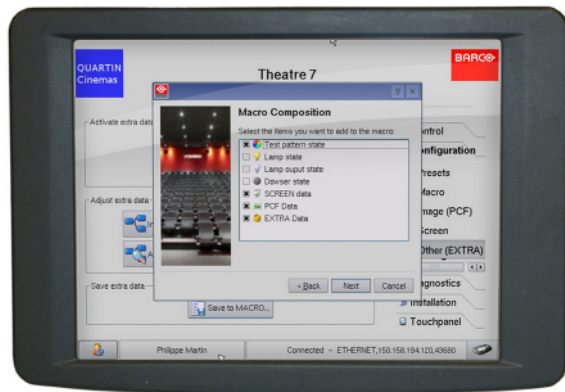 QUARTIN
Cinemas
Theatre 7
BARCO
Activate extra data
Macro Composition
Select the items you want to add to the macro:
Test pattern state
Lamp state
Lamp ouput state
Dowser state
SCREEN data
PCF Data
EXTRA Data
< Back Next Cancel
ntrol
nfiguration
Presets
Macro
mage (PCF)
Screen
Other (EXTRA)
agnostics
Installation
Touchpanel
Adjust extra data
In
A
Save extra data
Save to MACRO...
Philippe Martin
Connected - ETHERNET,150.158.194.120,43680